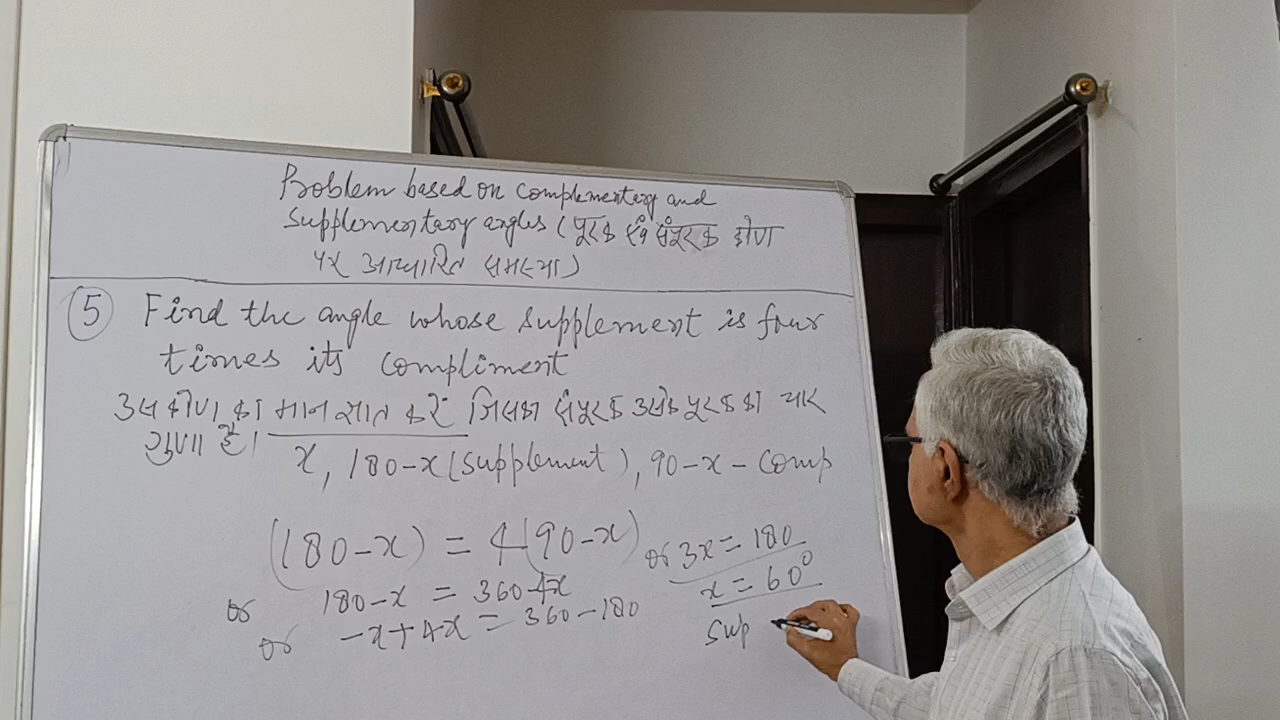 Problem based on complementary and
Supplementary angles (पूरक एंव संपूरक कोण
पर आधारित समस्या)
5 Find the angle whose supplement is four
times its compliment
उस कोण का मान ज्ञात करें जिसका संपूरक उसके पूरक का चार
गुणा है।
x, 180-x (supplement), 90-x - Comp
(180-x) = 4(90-x)
or 180-x = 360-4x
or -x+4x = 360-180
or 3x = 180
x = 60°
Sup